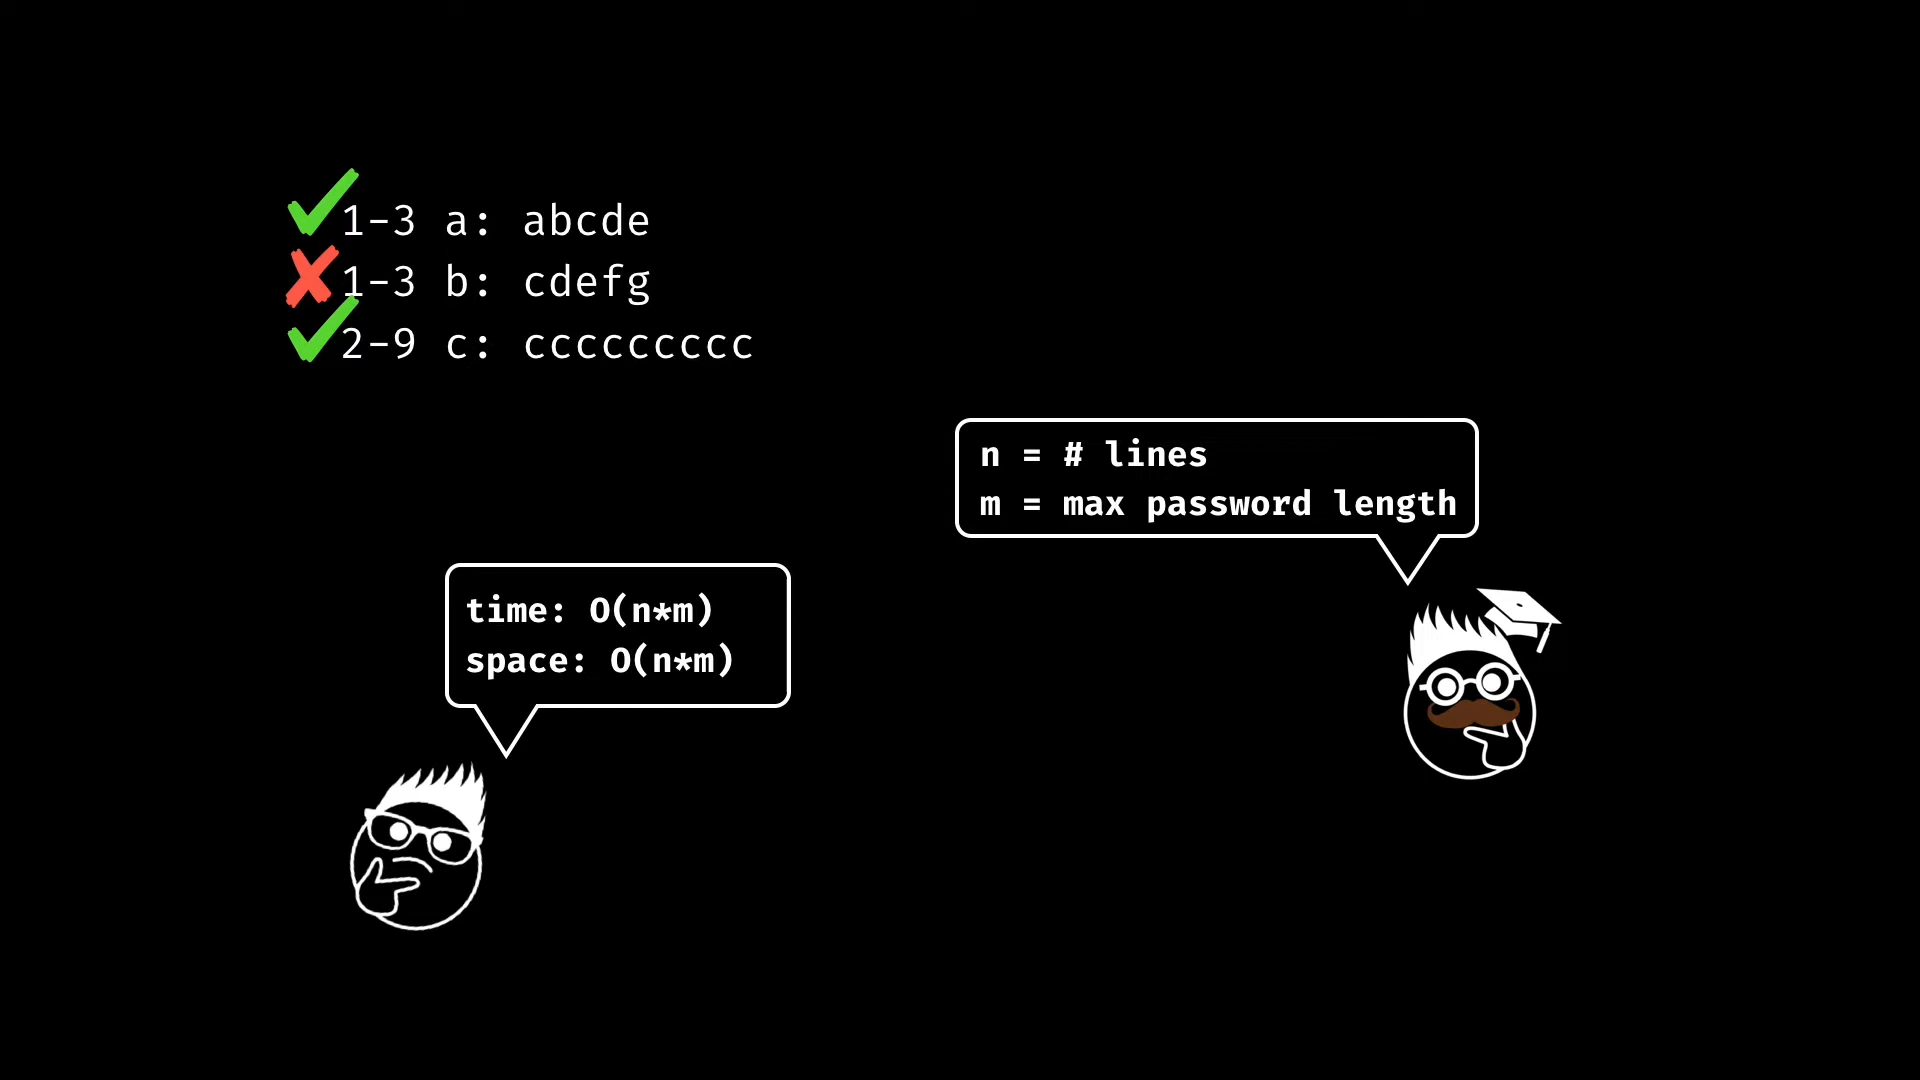 1-3 a: abcde
1-3 b: cdefg
2-9 c: ccccccccc
n = # lines
m = max password length
time: O(n*m)
space: O(n*m)